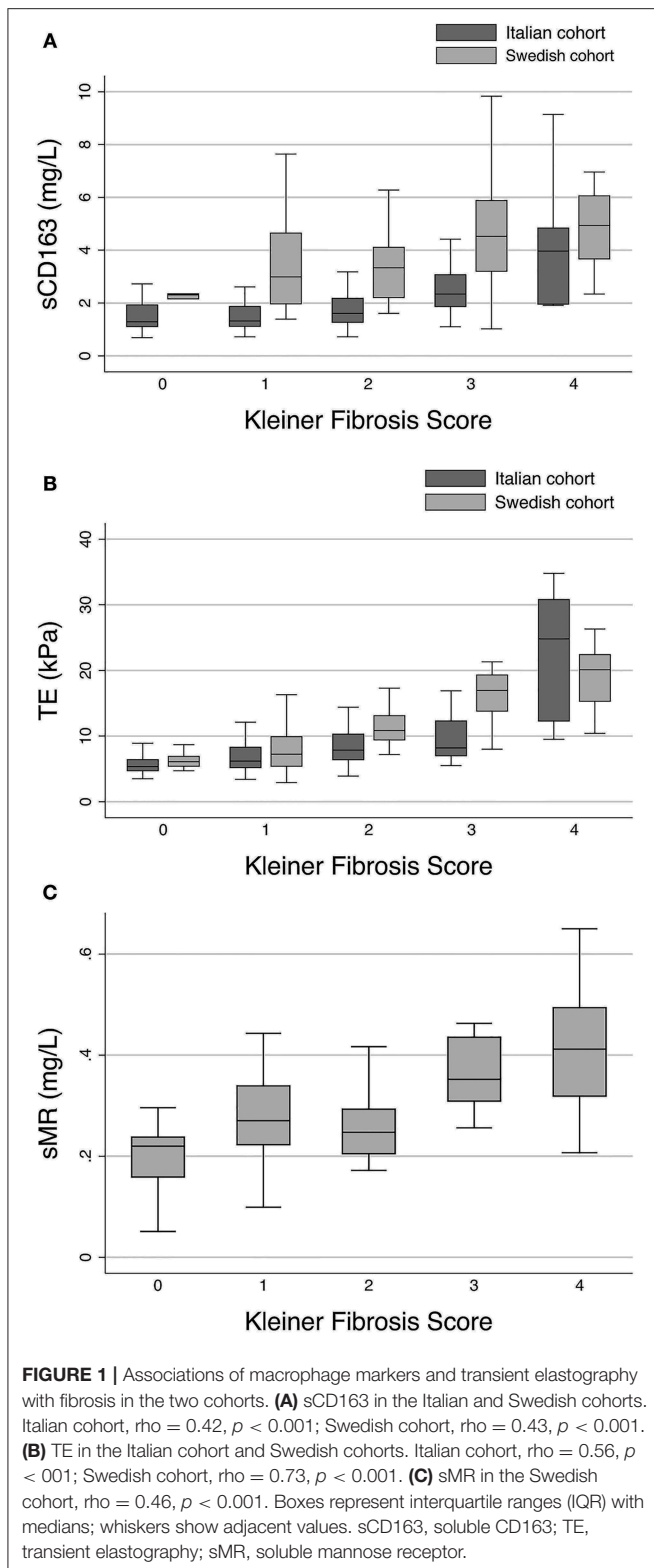 A
Italian cohort
Swedish cohort
sCD163 (mg/L)
10
8
6
4
2
0
0 1 2 3 4
Kleiner Fibrosis Score
B
Italian cohort
Swedish cohort
TE (kPa)
40
30
20
10
0
0 1 2 3 4
Kleiner Fibrosis Score
C
sMR (mg/L)
.6
.4
.2
0
0 1 2 3 4
Kleiner Fibrosis Score
FIGURE 1 | Associations of macrophage markers and transient elastography
with fibrosis in the two cohorts. (A) sCD163 in the Italian and Swedish cohorts.
Italian cohort, rho = 0.42, p < 0.001; Swedish cohort, rho = 0.43, p < 0.001.
(B) TE in the Italian cohort and Swedish cohorts. Italian cohort, rho = 0.56, p
< 001; Swedish cohort, rho = 0.73, p < 0.001. (C) sMR in the Swedish
cohort, rho = 0.46, p < 0.001. Boxes represent interquartile ranges (IQR) with
medians; whiskers show adjacent values. sCD163, soluble CD163; TE,
transient elastography; sMR, soluble mannose receptor.